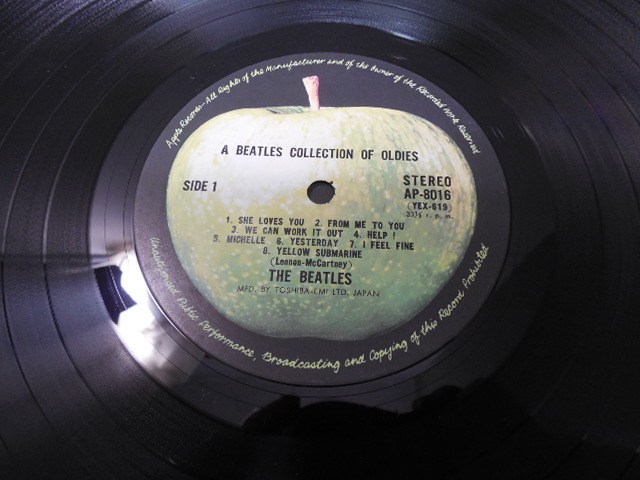 Apple Records-All Rights of the Manufacturer and of the Owner of the Recorded Work Reserved
A BEATLES COLLECTION OF OLDIES
SIDE 1
STEREO
AP-8016
(YEX-619)
33⅓ r. p. m.
1. SHE LOVES YOU 2. FROM ME TO YOU
3. WE CAN WORK IT OUT 4. HELP!
5. MICHELLE 6. YESTERDAY 7. I FEEL FINE
8. YELLOW SUBMARINE
(Lennon-McCartney)
THE BEATLES
MFD. BY TOSHIBA-EMI LTD. JAPAN
Unauthorised Public Performance, Broadcasting and Copying of this Record Prohibited